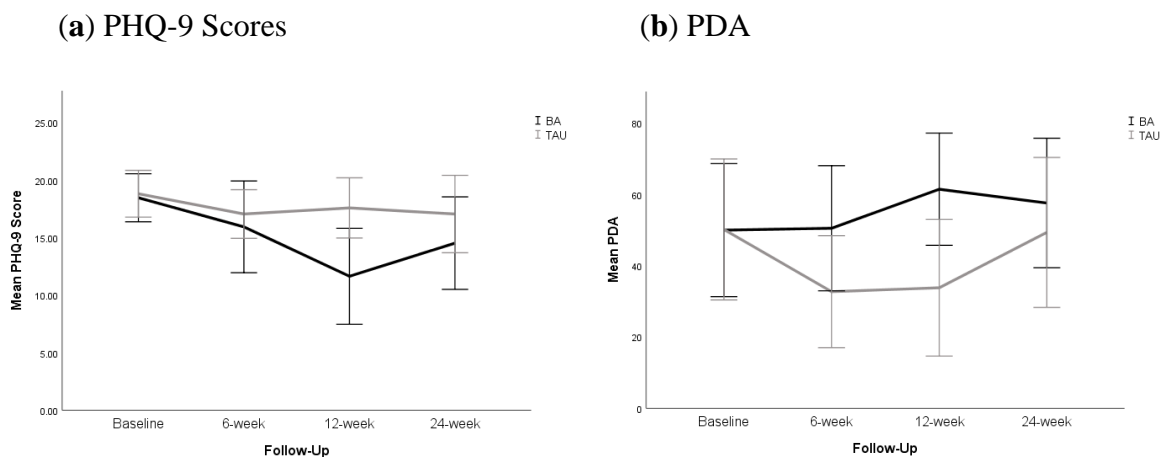 (a) PHQ-9 Scores
(b) PDA
Mean PHQ-9 Score
25.00
20.00
15.00
10.00
5.00
0.00
Baseline
6-week
12-week
24-week
Follow-Up
BA
TAU
Mean PDA
80
60
40
20
0
Baseline
6-week
12-week
24-week
Follow-Up
BA
TAU